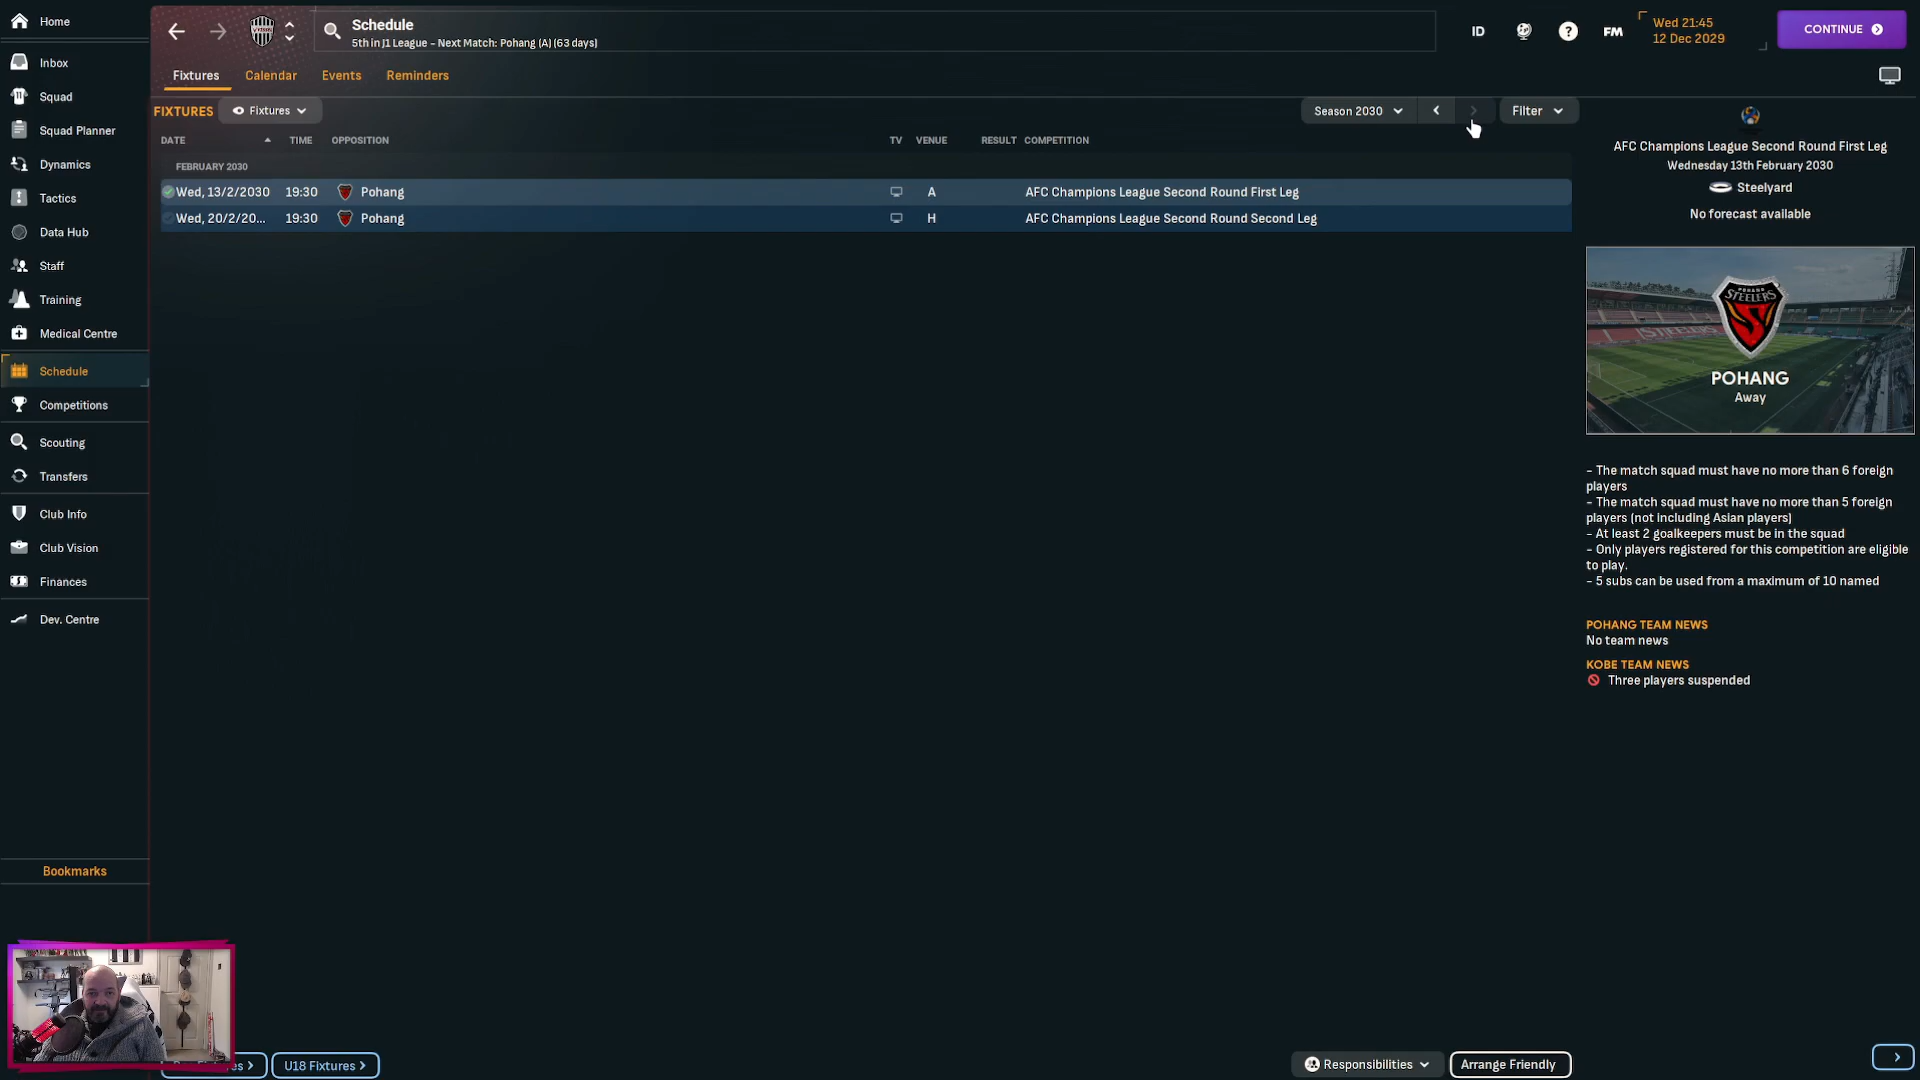 Home
Inbox
Squad
Squad Planner
Dynamics
Tactics
Data Hub
Staff
Training
Medical Centre
Schedule
Competitions
Scouting
Transfers
Club Info
Club Vision
Finances
Dev. Centre
Bookmarks
Schedule
5th in J1 League - Next Match: Pohang (A) (63 days)
ID
FM
Wed 21:45
12 Dec 2029
CONTINUE
Fixtures Calendar Events Reminders
FIXTURES Fixtures
Season 2030 Filter
DATE TIME OPPOSITION TV VENUE RESULT COMPETITION
FEBRUARY 2030
Wed, 13/2/2030 19:30 Pohang A AFC Champions League Second Round First Leg
Wed, 20/2/20... 19:30 Pohang H AFC Champions League Second Round Second Leg
AFC Champions League Second Round First Leg
Wednesday 13th February 2030
Steelyard
No forecast available
POHANG
STEELERS
POHANG
Away
- The match squad must have no more than 6 foreign
players
- The match squad must have no more than 5 foreign
players (not including Asian players)
- At least 2 goalkeepers must be in the squad
- Only players registered for this competition are eligible
to play.
- 5 subs can be used from a maximum of 10 named
POHANG TEAM NEWS
No team news
KOBE TEAM NEWS
Three players suspended
U18 Fixtures
Responsibilities
Arrange Friendly